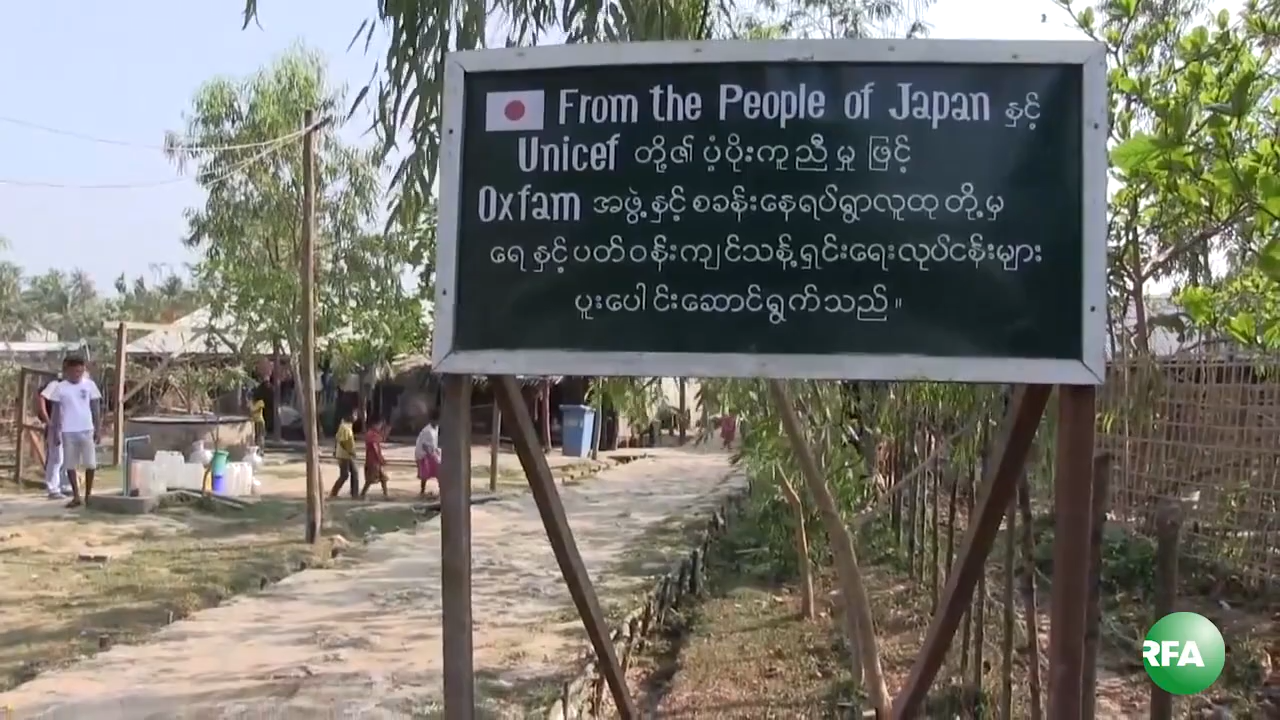 From the People of Japan နှင့်
Unicef တို့၏ ပံ့ပိုးကူညီမှုဖြင့်
Oxfam အဖွဲ့နှင့်စခန်းနေရပ်ရွာလူထုတို့မှ
ရေနှင့်ပတ်ဝန်းကျင်သန့်ရှင်းရေးလုပ်ငန်းများ
ပူးပေါင်းဆောင်ရွက်သည်။
RFA